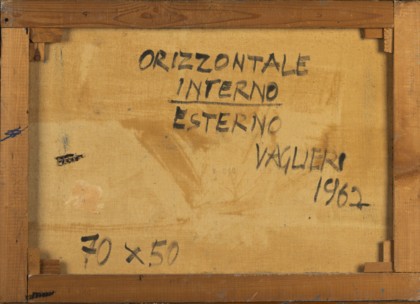 ORIZZONTALE
INTERNO
ESTERNO
VAGLIERI
1962
70 x 50